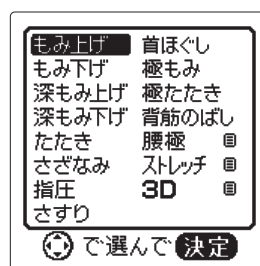 もみ上げ 首ほぐし
もみ下げ 極もみ
深もみ上げ 極たたき
深もみ下げ 背筋のばし
たたき 腰極
さざなみ ストレッチ
指圧 3D
さすり
で選んで 決定